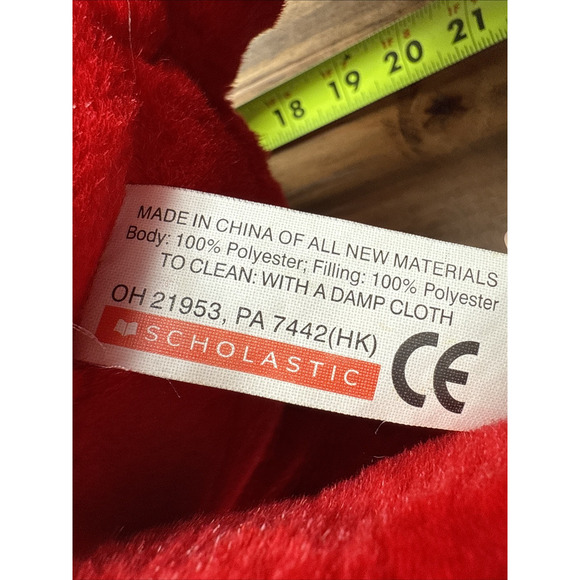 18 19 20 21
MADE IN CHINA OF ALL NEW MATERIALS
Body: 100% Polyester; Filling: 100% Polyester
TO CLEAN: WITH A DAMP CLOTH
OH 21953, PA 7442(HK)
SCHOLASTIC
CE